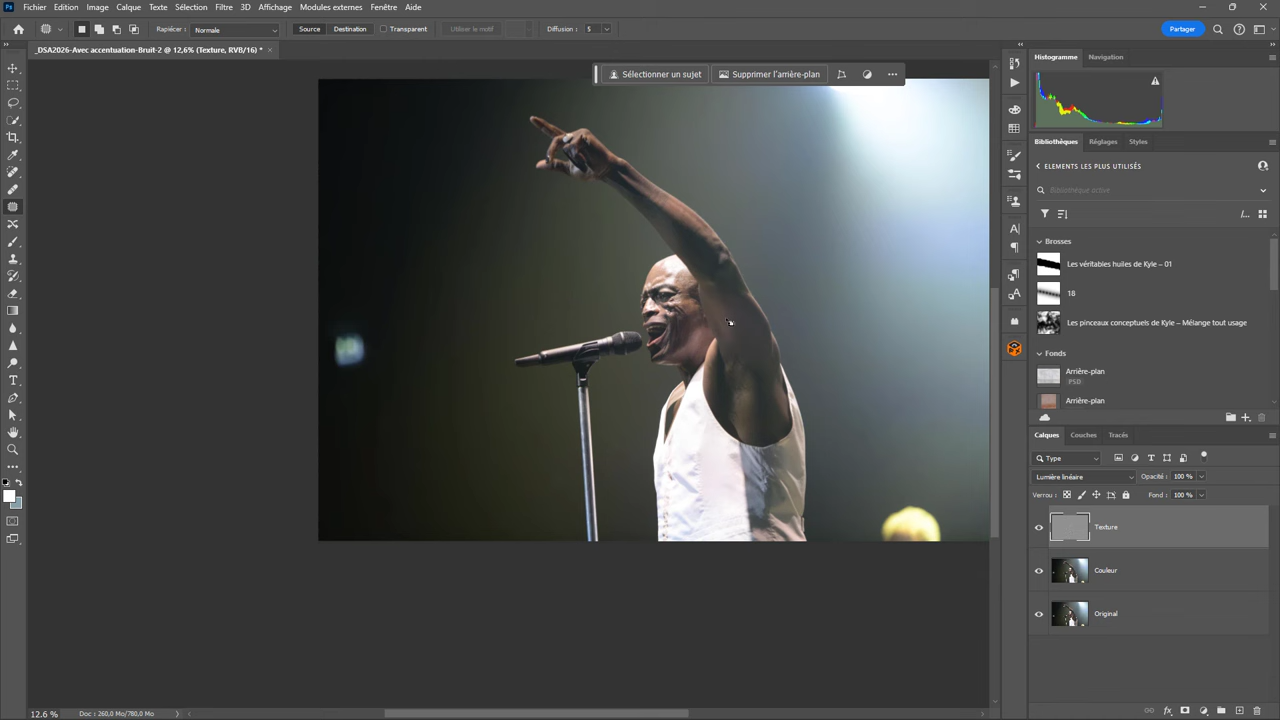 Ps Fichier Edition Image Calque Texte Sélection Filtre 3D Affichage Modules externes Fenêtre Aide
Rapiécer : Normale Source Destination Transparent Utiliser le motif Diffusion : 5 Partager
_DSA2026-Avec accentuation-Bruit-2 @ 12,6% (Texture, RVB/16) * ×
Sélectionner un sujet Supprimer l'arrière-plan
Histogramme Navigation
Bibliothèques Réglages Styles
ELEMENTS LES PLUS UTILISÉS
Bibliothèque active
Brosses
Les véritables huiles de Kyle – 01
18
Les pinceaux conceptuels de Kyle – Mélange tout usage
Fonds
Arrière-plan
PSD
Arrière-plan
Calques Couches Tracés
Type
Lumière linéaire Opacité : 100 %
Verrou : Fond : 100 %
Texture
Couleur
Original
12.6 % Doc : 260,0 Mo/780,0 Mo